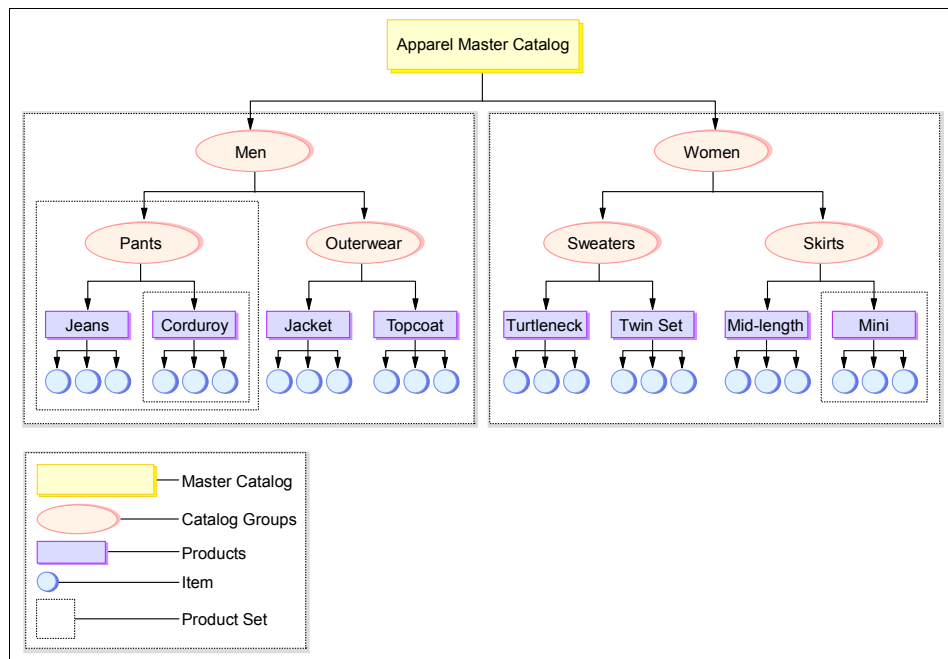 Apparel Master Catalog
Men
Women
Pants
Outerwear
Sweaters
Skirts
Jeans
Corduroy
Jacket
Topcoat
Turtleneck
Twin Set
Mid-length
Mini
Master Catalog
Catalog Groups
Products
Item
Product Set